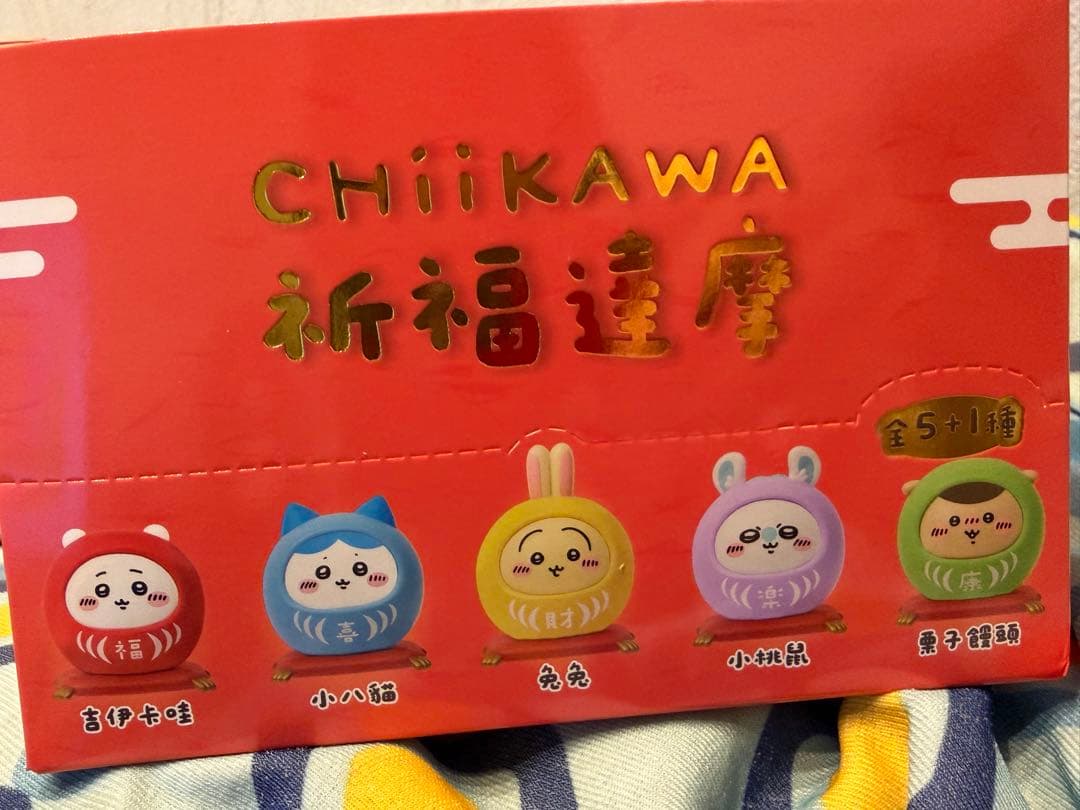 CHiiKAWA
祈福達摩
全5+1種
福
喜
財
楽
康
吉伊卡哇
小八貓
兔兔
小桃鼠
栗子饅頭